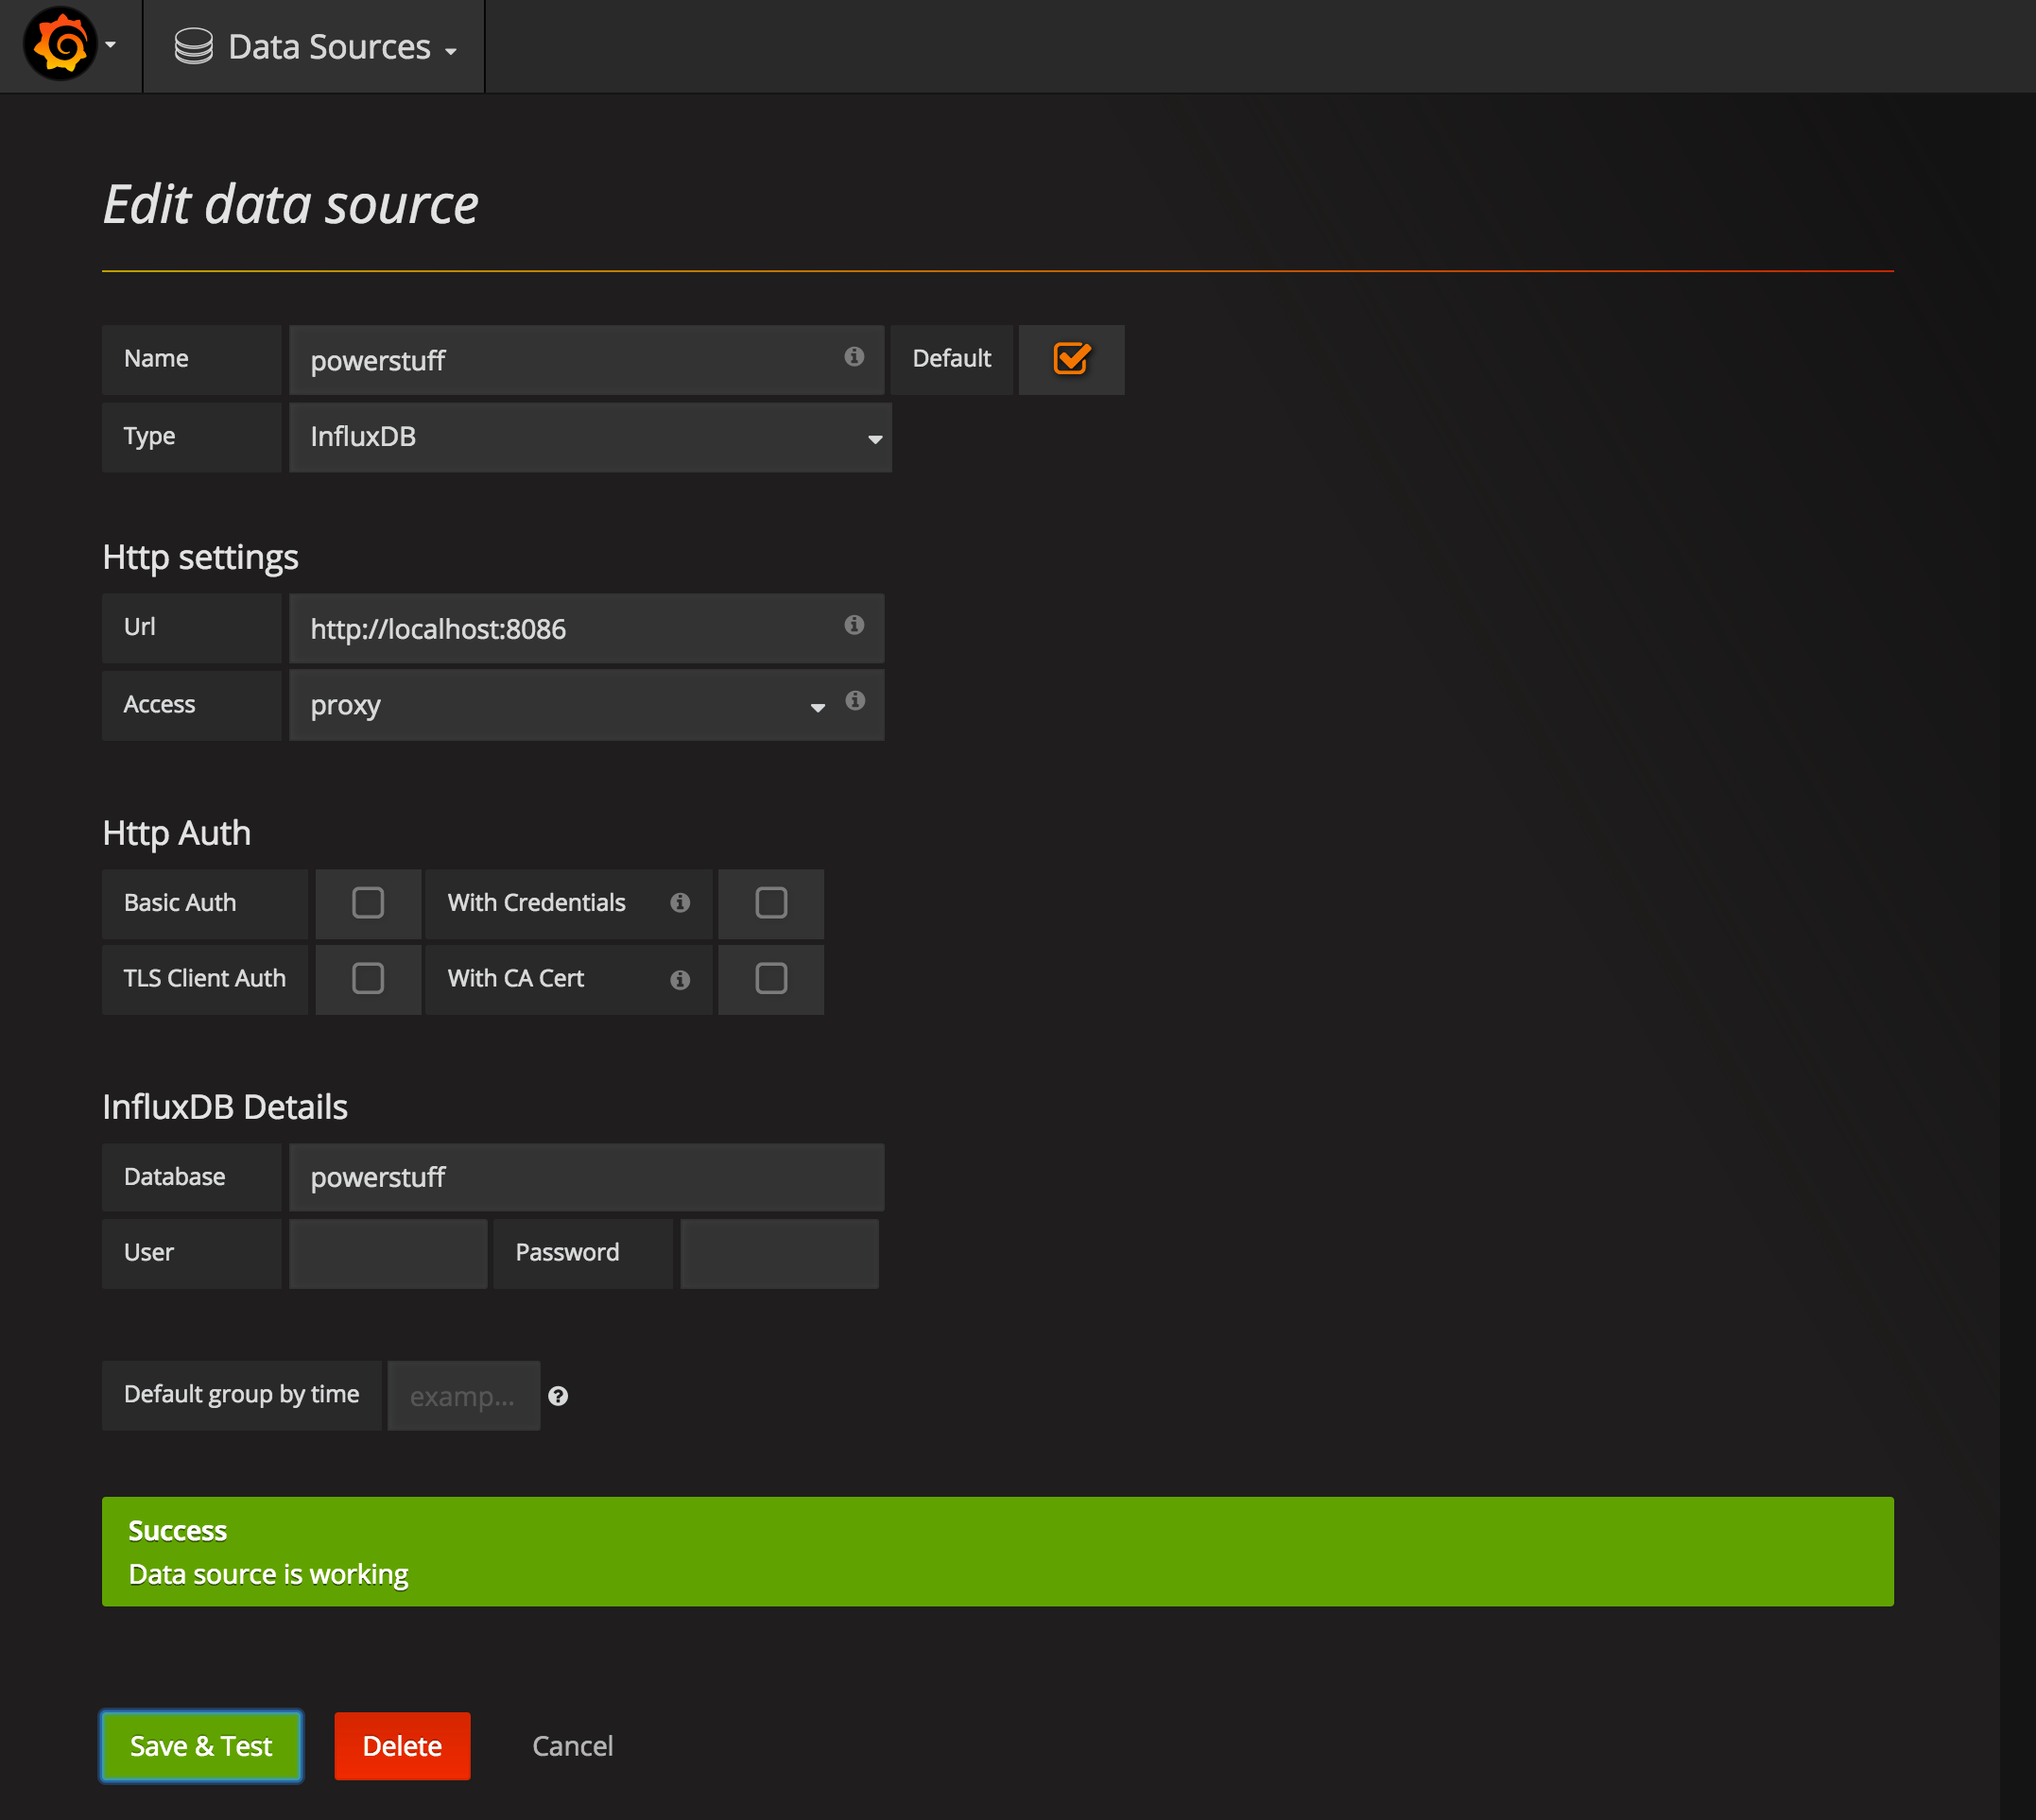 Data Sources
Edit data source
Name powerstuff Default
Type InfluxDB
Http settings
Url http://localhost:8086
Access proxy
Http Auth
Basic Auth With Credentials
TLS Client Auth With CA Cert
InfluxDB Details
Database powerstuff
User Password
Default group by time examp...
Success
Data source is working
Save & Test Delete Cancel